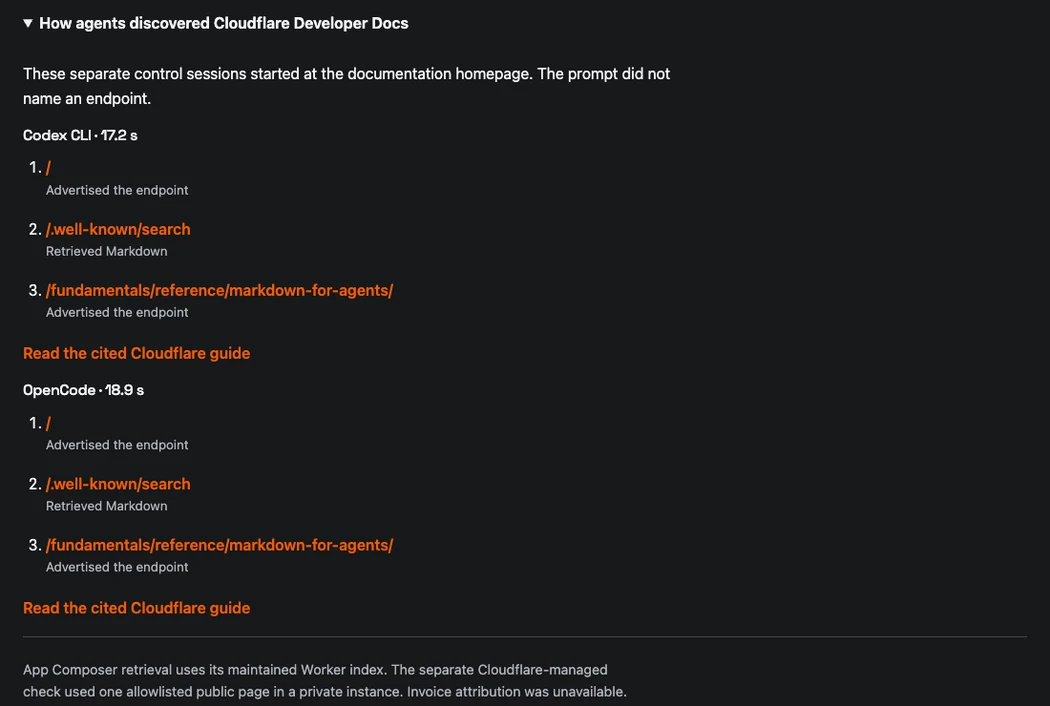 ▼ How agents discovered Cloudflare Developer Docs
These separate control sessions started at the documentation homepage. The prompt did not
name an endpoint.
Codex CLI · 17.2 s
1. /
Advertised the endpoint
2. /.well-known/search
Retrieved Markdown
3. /fundamentals/reference/markdown-for-agents/
Advertised the endpoint
Read the cited Cloudflare guide
OpenCode · 18.9 s
1. /
Advertised the endpoint
2. /.well-known/search
Retrieved Markdown
3. /fundamentals/reference/markdown-for-agents/
Advertised the endpoint
Read the cited Cloudflare guide
App Composer retrieval uses its maintained Worker index. The separate Cloudflare-managed
check used one allowlisted public page in a private instance. Invoice attribution was unavailable.